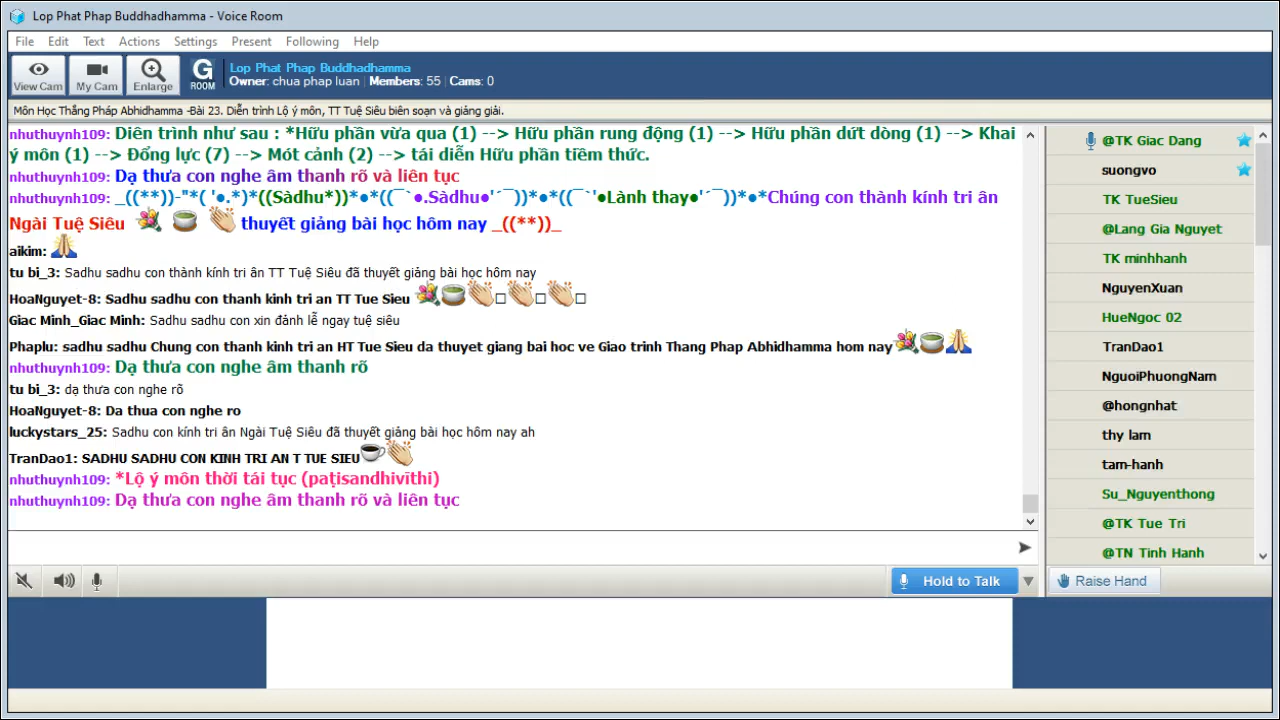 Lop Phat Phap Buddhadhamma - Voice Room
File Edit Text Actions Settings Present Following Help
View Cam My Cam Enlarge G ROOM
Lop Phat Phap Buddhadhamma
Owner: chua phap luan | Members: 55 | Cams: 0
Môn Học Thắng Pháp Abhidhamma -Bài 23. Diễn trình Lộ ý môn, TT Tuệ Siêu biên soạn và giảng giải.
nhuthuynh109: Diên trình như sau : *Hữu phần vừa qua (1) --> Hữu phần rung động (1) --> Hữu phần dứt dòng (1) --> Khai
ý môn (1) --> Đổng lực (7) --> Mót cảnh (2) --> tái diễn Hữu phần tiềm thức.
nhuthuynh109: Dạ thưa con nghe âm thanh rõ và liên tục
nhuthuynh109: _((**))-"*( '●.*)*((Sàdhu*))*●*((¯`●.Sàdhu●'´¯))*●*((¯`'●Lành thay●'´¯))*●*Chúng con thành kính tri ân
Ngài Tuệ Siêu thuyết giảng bài học hôm nay _((**))_
aikim:
tu bi_3: Sadhu sadhu con thành kính tri ân TT Tuệ Siêu đã thuyết giảng bài học hôm nay
HoaNguyet-8: Sadhu sadhu con thanh kinh tri an TT Tue Sieu
Giac Minh_Giac Minh: Sadhu sadhu con xin đảnh lễ ngay tuệ siêu
Phaplu: sadhu sadhu Chung con thanh kinh tri an HT Tue Sieu da thuyet giang bai hoc ve Giao trinh Thang Phap Abhidhamma hom nay
nhuthuynh109: Dạ thưa con nghe âm thanh rõ
tu bi_3: dạ thưa con nghe rõ
HoaNguyet-8: Da thua con nghe ro
luckystars_25: Sadhu con kính tri ân Ngài Tuệ Siêu đã thuyết giảng bài học hôm nay ah
TranDao1: SADHU SADHU CON KINH TRI AN T TUE SIEU
nhuthuynh109: *Lộ ý môn thời tái tục (paṭisandhivīthi)
nhuthuynh109: Dạ thưa con nghe âm thanh rõ và liên tục
@TK Giac Dang
suongvo
TK TueSieu
@Lang Gia Nguyet
TK minhhanh
NguyenXuan
HueNgoc 02
TranDao1
NguoiPhuongNam
@hongnhat
thy lam
tam-hanh
Su_Nguyenthong
@TK Tue Tri
@TN Tinh Hanh
Hold to Talk
Raise Hand